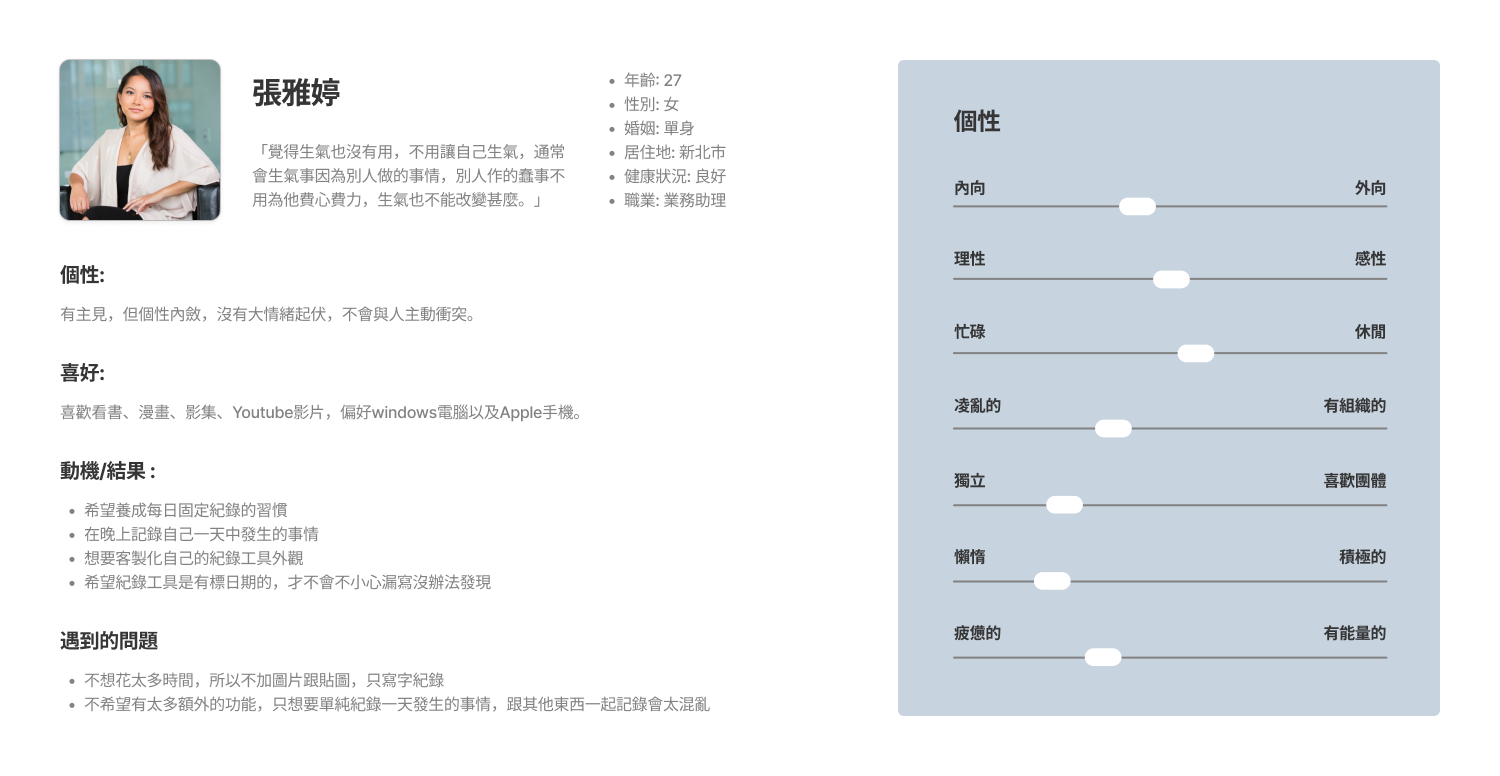 張雅婷
「覺得生氣也沒有用，不用讓自己生氣，通常
會生氣事因為別人做的事情，別人作的蠢事不
用為他費心費力，生氣也不能改變甚麼。」
• 年齡: 27
• 性別: 女
• 婚姻: 單身
• 居住地: 新北市
• 健康狀況: 良好
• 職業: 業務助理
個性:
有主見，但個性內斂，沒有大情緒起伏，不會與人主動衝突。
喜好:
喜歡看書、漫畫、影集、Youtube影片，偏好windows電腦以及Apple手機。
動機/結果 :
• 希望養成每日固定紀錄的習慣
• 在晚上記錄自己一天中發生的事情
• 想要客製化自己的紀錄工具外觀
• 希望紀錄工具是有標日期的，才不會不小心漏寫沒辦法發現
遇到的問題
• 不想花太多時間，所以不加圖片跟貼圖，只寫字紀錄
• 不希望有太多額外的功能，只想要單純紀錄一天發生的事情，跟其他東西一起記錄會太混亂
個性
內向 外向
理性 感性
忙碌 休閒
凌亂的 有組織的
獨立 喜歡團體
懶惰 積極的
疲憊的 有能量的